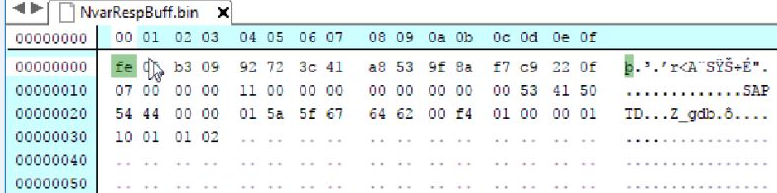 NvarRespBuff.bin
00000000 00 01 02 03 04 05 06 07 08 09 0a 0b 0c 0d 0e 0f
00000000 fe b3 09 92 72 3c 41 a8 53 9f 8a f7 c9 22 0f þ.³.'r<A¨SŸŠ÷É".
00000010 07 00 00 00 11 00 00 00 00 00 00 00 00 53 41 50 .............SAP
00000020 54 44 00 00 01 5a 5f 67 64 62 00 f4 01 00 00 01 TD...Z_gdb.ô....
00000030 10 01 01 02 .. .. .. .. .. .. .. .. .. .. .. .. ....
00000040 .. .. .. .. .. .. .. .. .. .. .. .. .. .. .. ..
00000050 .. .. .. .. .. .. .. .. .. .. .. .. .. .. .. ..